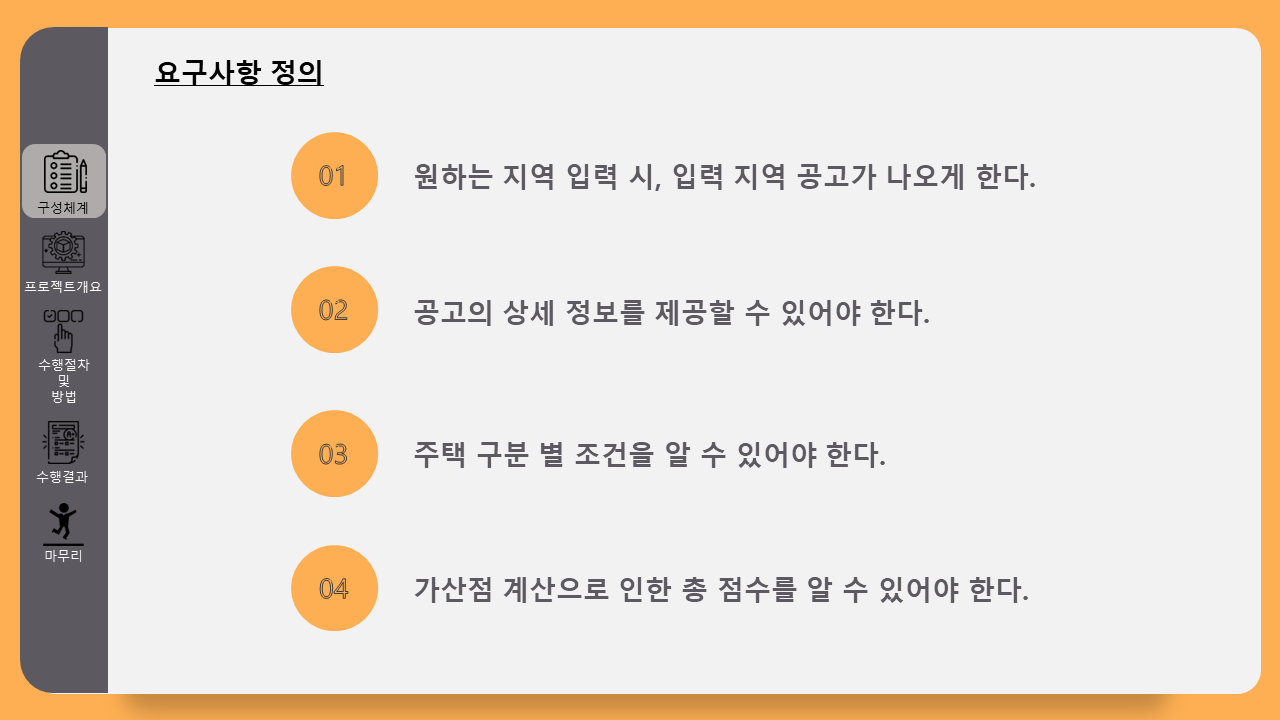 요구사항 정의
구성체계
프로젝트개요
수행절차
및
방법
수행결과
마무리
01
원하는 지역 입력 시, 입력 지역 공고가 나오게 한다.
02
공고의 상세 정보를 제공할 수 있어야 한다.
03
주택 구분 별 조건을 알 수 있어야 한다.
04
가산점 계산으로 인한 총 점수를 알 수 있어야 한다.